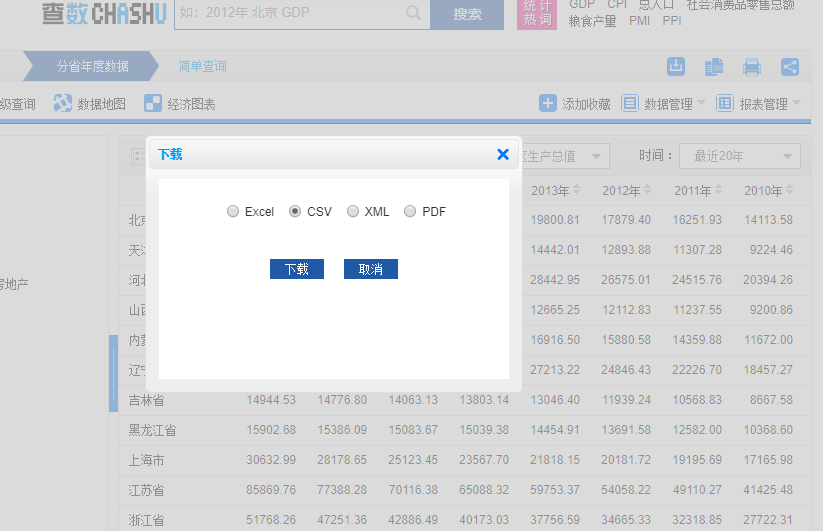 查数CHASHU
如：2012年 北京 GDP
搜索
统计热词
GDP CPI 总人口 社会消费品零售总额
粮食产量 PMI PPI
分省年度数据 简单查询
级查询 数据地图 经济图表 添加收藏 数据管理 报表管理
下载
区生产总值 时间： 最近20年
2013年 2012年 2011年 2010年
Excel CSV XML PDF
下载 取消
北京 19800.81 17879.40 16251.93 14113.58
天津 14442.01 12893.88 11307.28 9224.46
河北 28442.95 26575.01 24515.76 20394.26
房地产
山西 12665.25 12112.83 11237.55 9200.86
内蒙 16916.50 15880.58 14359.88 11672.00
辽宁 27213.22 24846.43 22226.70 18457.27
吉林省 14944.53 14776.80 14063.13 13803.14 13046.40 11939.24 10568.83 8667.58
黑龙江省 15902.68 15386.09 15083.67 15039.38 14454.91 13691.58 12582.00 10368.60
上海市 30632.99 28178.65 25123.45 23567.70 21818.15 20181.72 19195.69 17165.98
江苏省 85869.76 77388.28 70116.38 65088.32 59753.37 54058.22 49110.27 41425.48
浙江省 51768.26 47251.36 42886.49 40173.03 37756.59 34665.33 32318.85 27722.31